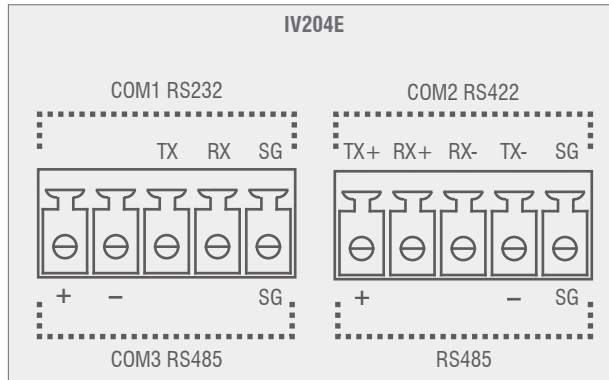 IV204E
COM1 RS232 COM2 RS422
TX RX SG TX+ RX+ RX- TX- SG
+ − SG + − SG
COM3 RS485 RS485